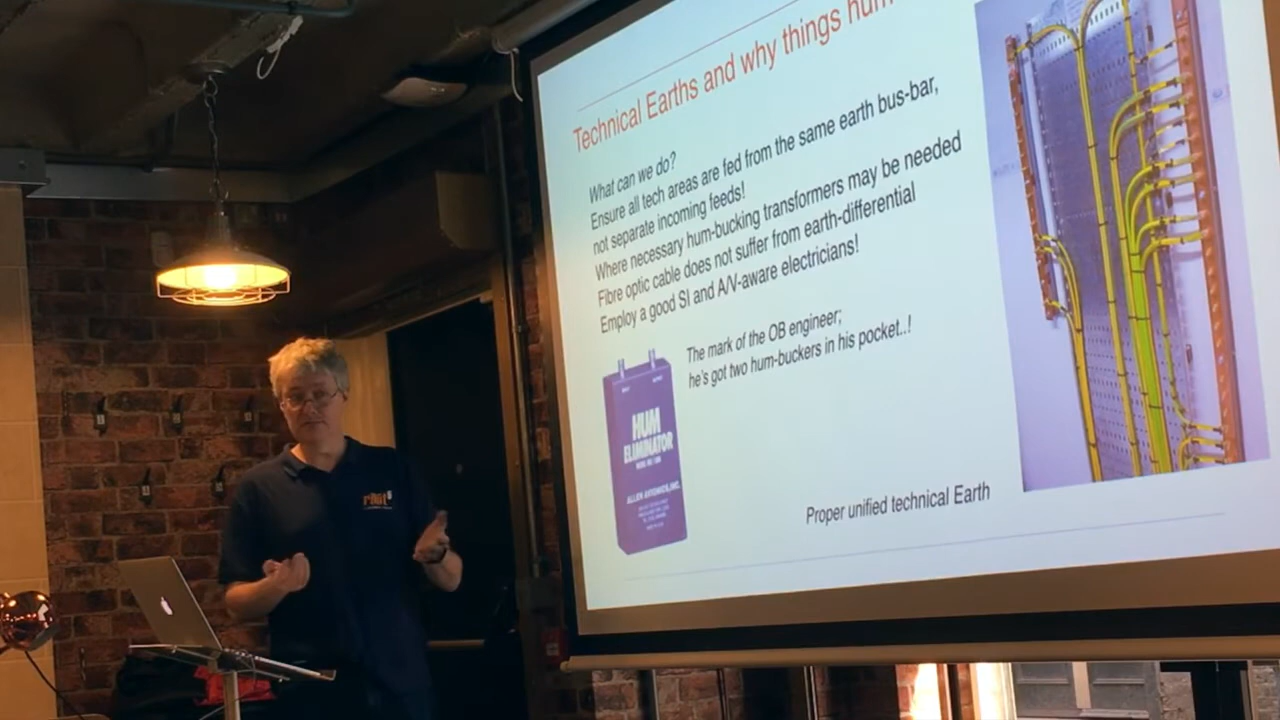 Technical Earths and why things hum
What can we do?
Ensure all tech areas are fed from the same earth bus-bar,
not separate incoming feeds!
Where necessary hum-bucking transformers may be needed
Fibre optic cable does not suffer from earth-differential
Employ a good SI and A/V-aware electricians!
The mark of the OB engineer;
he's got two hum-buckers in his pocket..!
HUM
ELIMINATOR
ALLEN AVIONICS, INC.
Proper unified technical Earth